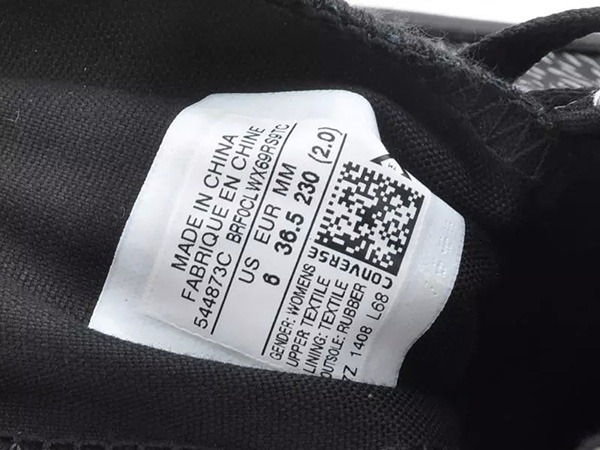 MADE IN CHINA
FABRIQUE EN CHINE
544873C BRFOCLWX69RS9TC
US EUR MM
6 36.5 230 (2.0)
GENDER: WOMENS
UPPER: TEXTILE
LINING: TEXTILE
OUTSOLE: RUBBER
7Z 1408 L68
CONVERSE